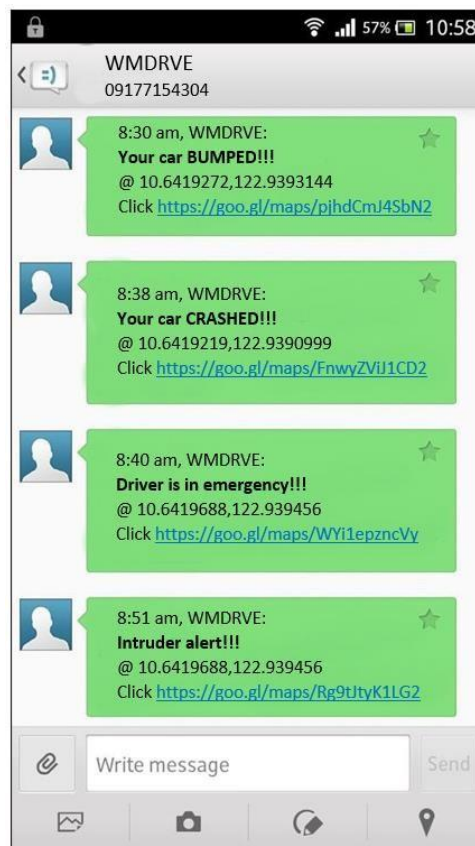 57% 10:58
WMDRVE
09177154304
8:30 am, WMDRVE:
Your car BUMPED!!!
@ 10.6419272,122.9393144
Click https://goo.gl/maps/pjhdCmJ4SbN2
8:38 am, WMDRVE:
Your car CRASHED!!!
@ 10.6419219,122.9390999
Click https://goo.gl/maps/FnwyZViJ1CD2
8:40 am, WMDRVE:
Driver is in emergency!!!
@ 10.6419688,122.939456
Click https://goo.gl/maps/WYi1epzncVy
8:51 am, WMDRVE:
Intruder alert!!!
@ 10.6419688,122.939456
Click https://goo.gl/maps/Rg9tJtyK1LG2
Write message Send